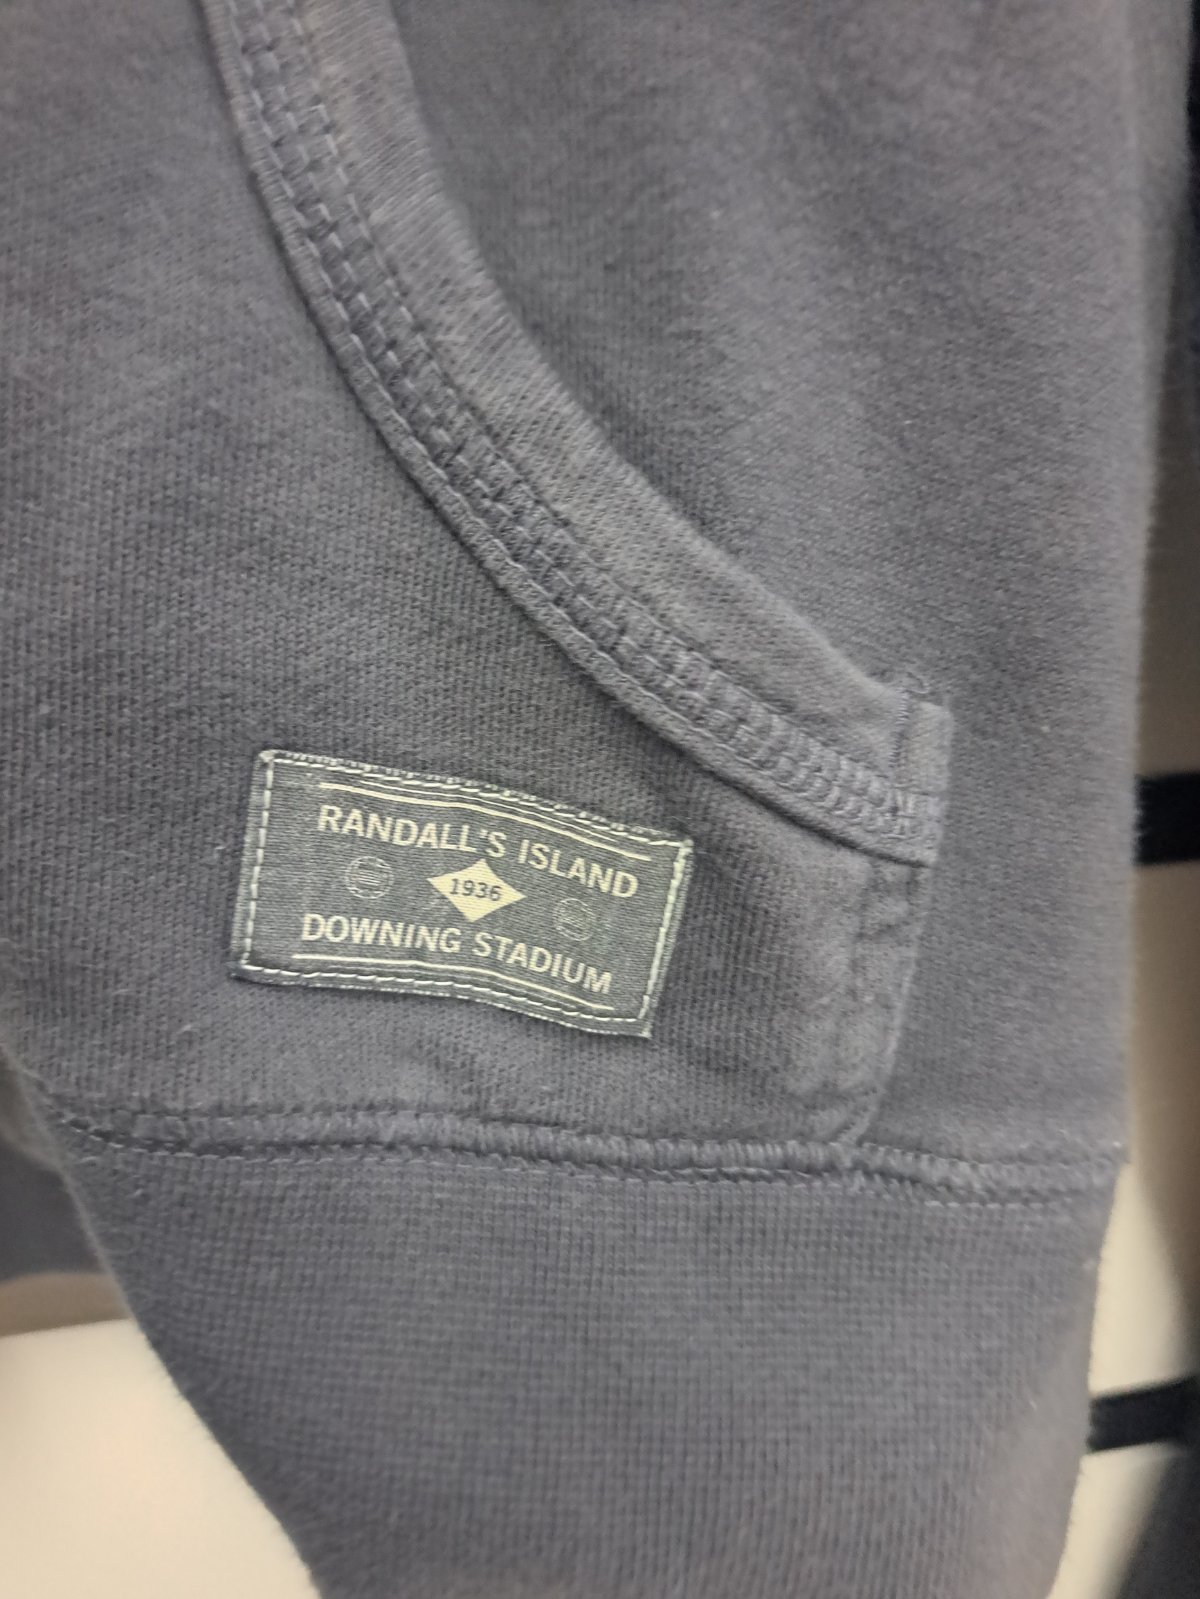 RANDALL'S ISLAND
1936
DOWNING STADIUM